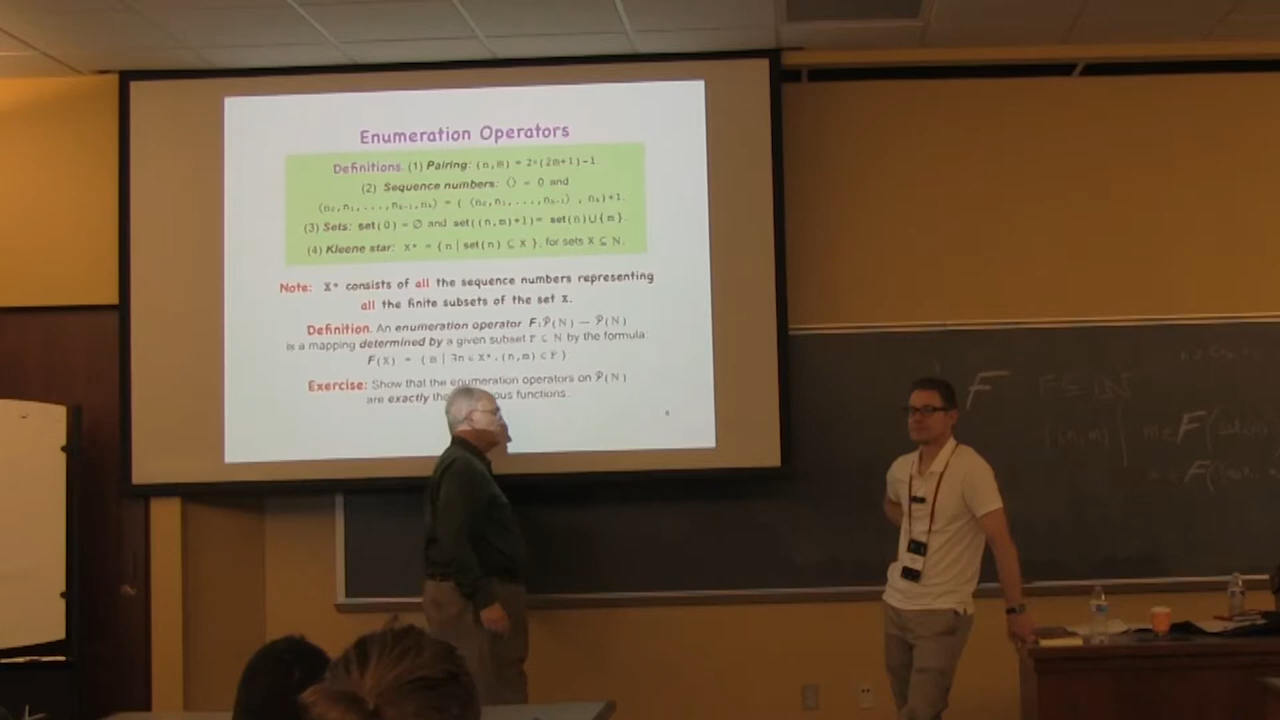 Enumeration Operators
Definitions. (1) Pairing: (n,m) = 2ⁿ(2m+1)-1.
(2) Sequence numbers: ⟨⟩ = 0 and
⟨n₀,n₁,...,nₖ₋₁,nₖ⟩ = ( ⟨n₀,n₁,...,nₖ₋₁⟩ , nₖ)+1.
(3) Sets: set(0) = ∅ and set((n,m)+1)= set(n)∪{m}.
(4) Kleene star: X* = {n | set(n) ⊆ X }, for sets X ⊆ N.
Note: X* consists of all the sequence numbers representing
all the finite subsets of the set X.
Definition. An enumeration operator F:𝒫(N) → 𝒫(N)
is a mapping determined by a given subset F ⊆ N by the formula:
F(X) = {m | ∃n ∈ X*. (n,m) ∈ F}
Exercise: Show that the enumeration operators on 𝒫(N)
are exactly the functions.
6
F F ⊆ ℕ
{(n,m) | m ∈ F(set(n)
F(